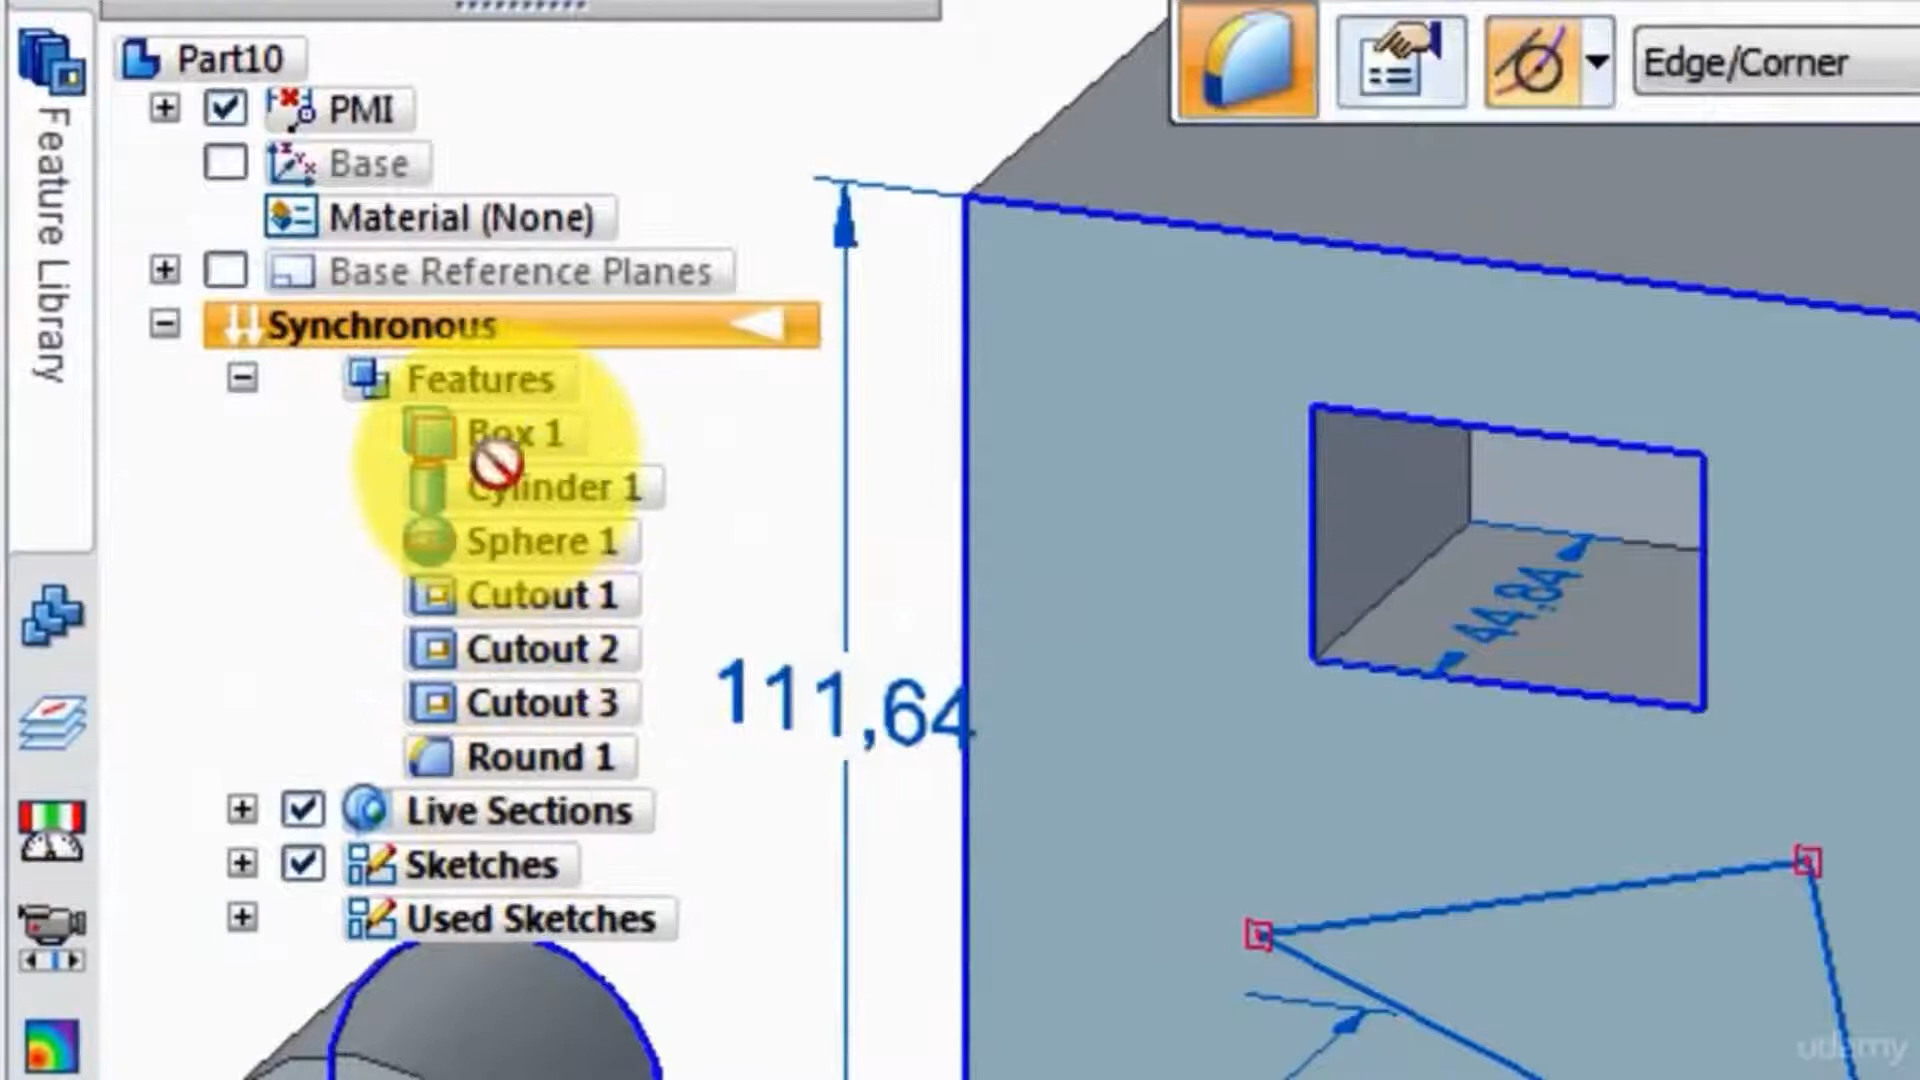 Part10
PMI
Base
Material (None)
Base Reference Planes
Synchronous
Features
Box 1
Cylinder 1
Sphere 1
Cutout 1
Cutout 2
Cutout 3
Round 1
Live Sections
Sketches
Used Sketches
Feature Library
Edge/Corner
111,64
44,84
udemy